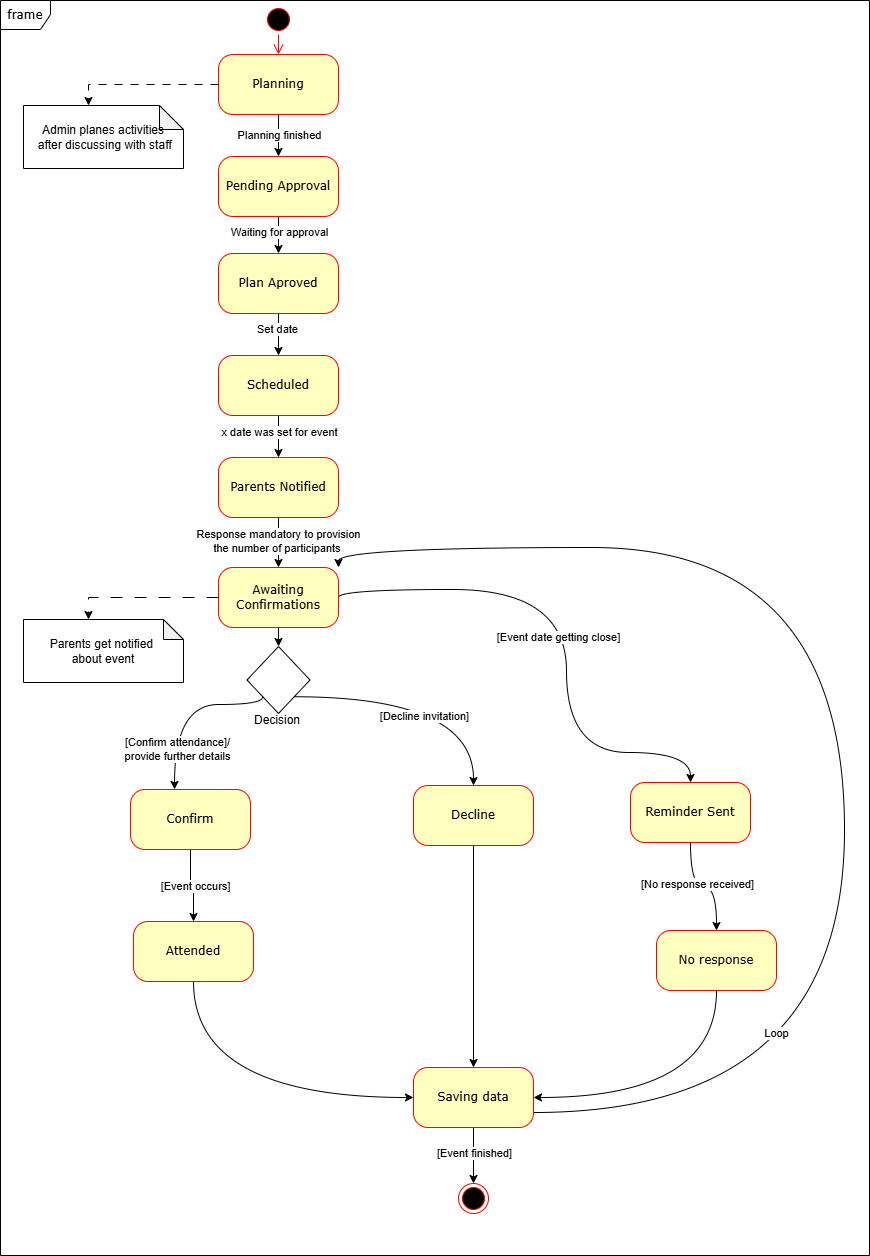 frame
Planning
Admin planes activities
after discussing with staff
Planning finished
Pending Approval
Waiting for approval
Plan Aproved
Set date
Scheduled
x date was set for event
Parents Notified
Response mandatory to provision
the number of participants
Awaiting
Confirmations
Parents get notified
about event
[Event date getting close]
Decision
[Decline invitation]
[Confirm attendance]/
provide further details
Confirm
Decline
Reminder Sent
[Event occurs]
[No response received]
Attended
No response
Loop
Saving data
[Event finished]